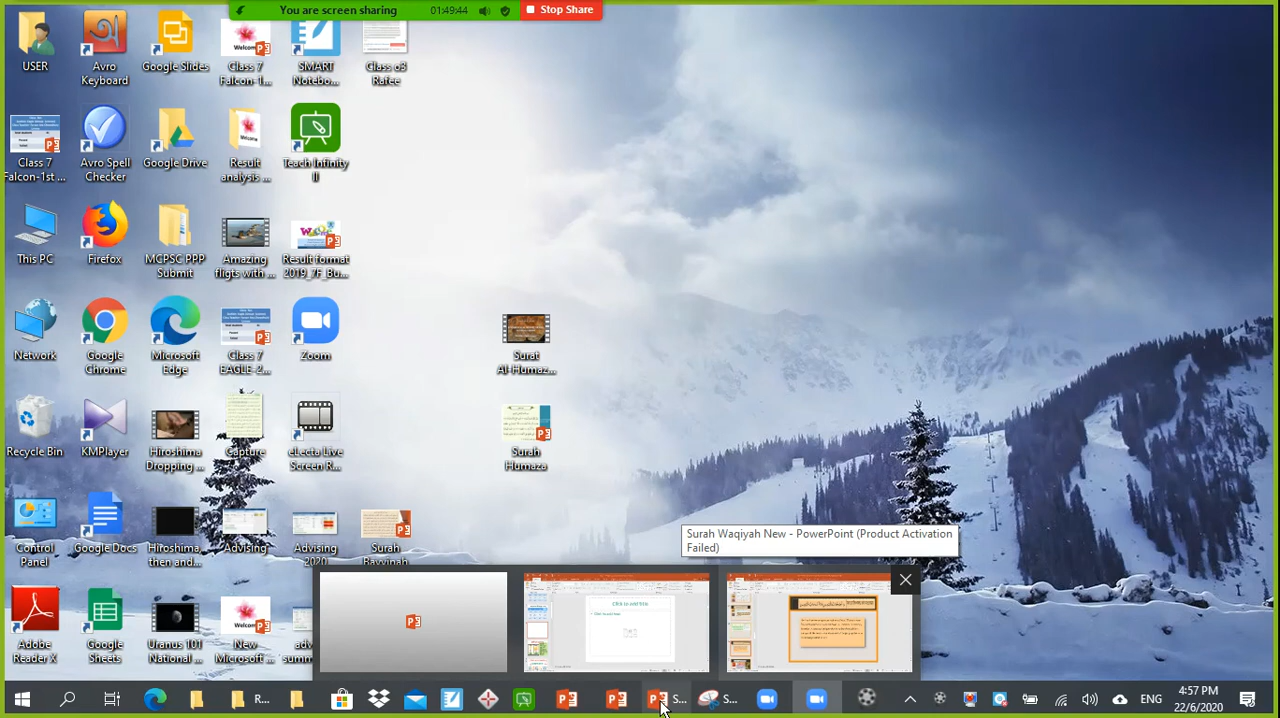 You are screen sharing
01:49:44
Stop Share
USER
Avro
Keyboard
Google Slides
Class 7
Falcon-1...
SMART
Notebo...
Class o3
Rafee
Class 7
Falcon-1st ...
Avro Spell
Checker
Google Drive
Result
analysis ...
Teach Infinity
II
This PC
Firefox
MCPSC PPP
Submit
Amazing
fligts with ...
Result format
2019_7F_Bu...
Network
Google
Chrome
Microsoft
Edge
Class 7
EAGLE-2...
Zoom
Surat
Al-Humaz...
Recycle Bin
KMPlayer
Hiroshima
Dropping ...
Capture
eLecta Live
Screen R...
Surah
Humaza
Control
Panel
Google Docs
Hiroshima,
then and...
Advising
Advising
2020
Surah
Bayyinah
Surah Waqiyah New - PowerPoint (Product Activation
Failed)
Adobe
Reader X
Google
Sheets
Uranus 101
National ...
New
Microsoft ...
adv
summ
R...
S...
S...
ENG
4:57 PM
22/6/2020